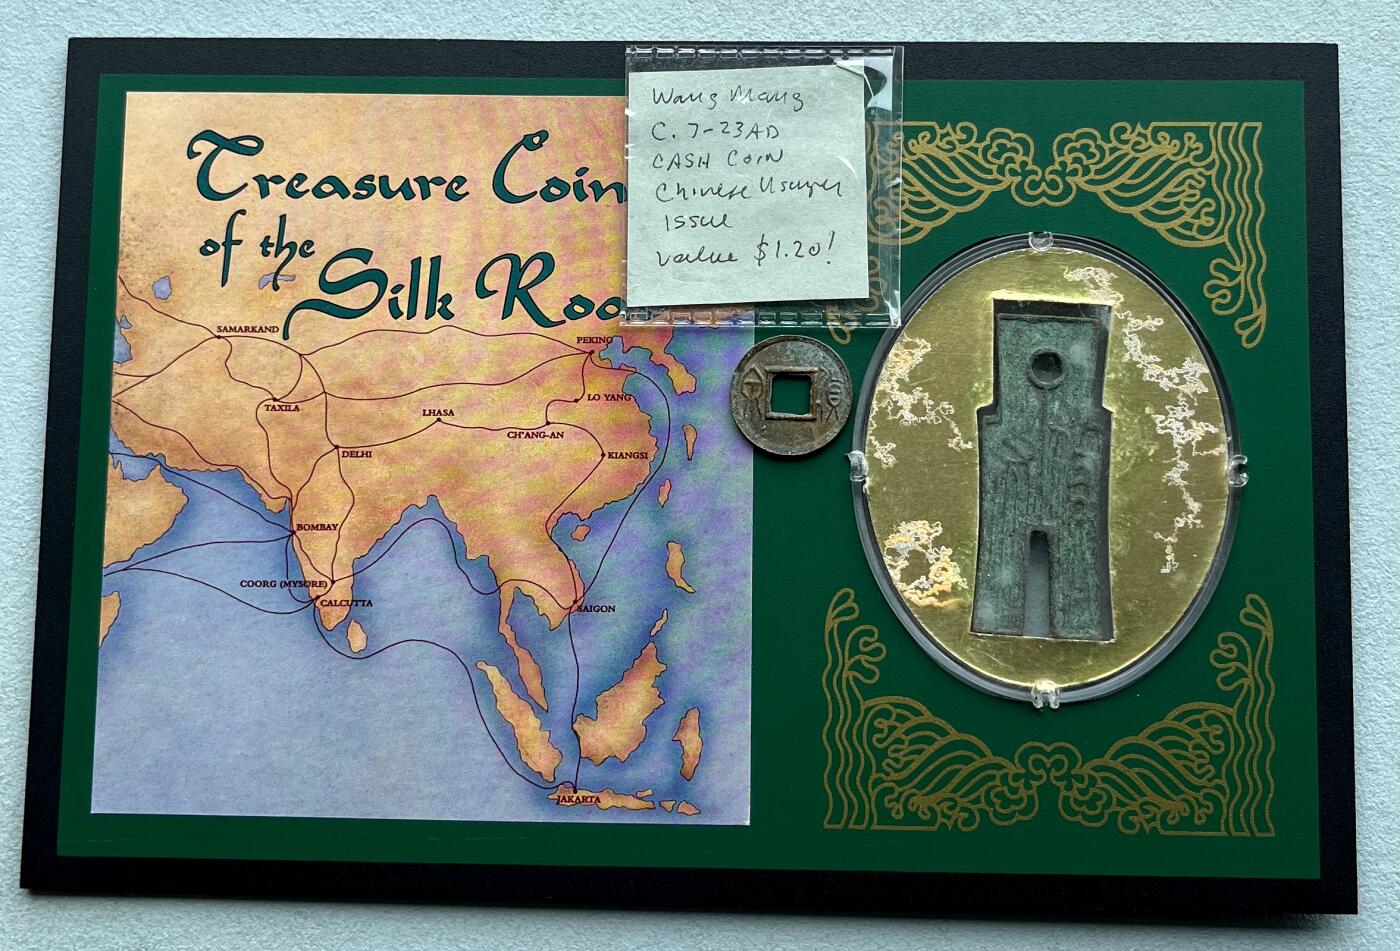 Treasure Coin
of the
Silk Roa
Wang Mang
C. 7-23AD
CASH COIN
Chinese Usurper
Issue
value $1.20!
SAMARKAND
PEKING
TAXILA
LO YANG
LHASA
CH'ANG-AN
DELHI
KIANGSI
BOMBAY
COORG (MYSORE)
CALCUTTA
SAIGON
JAKARTA